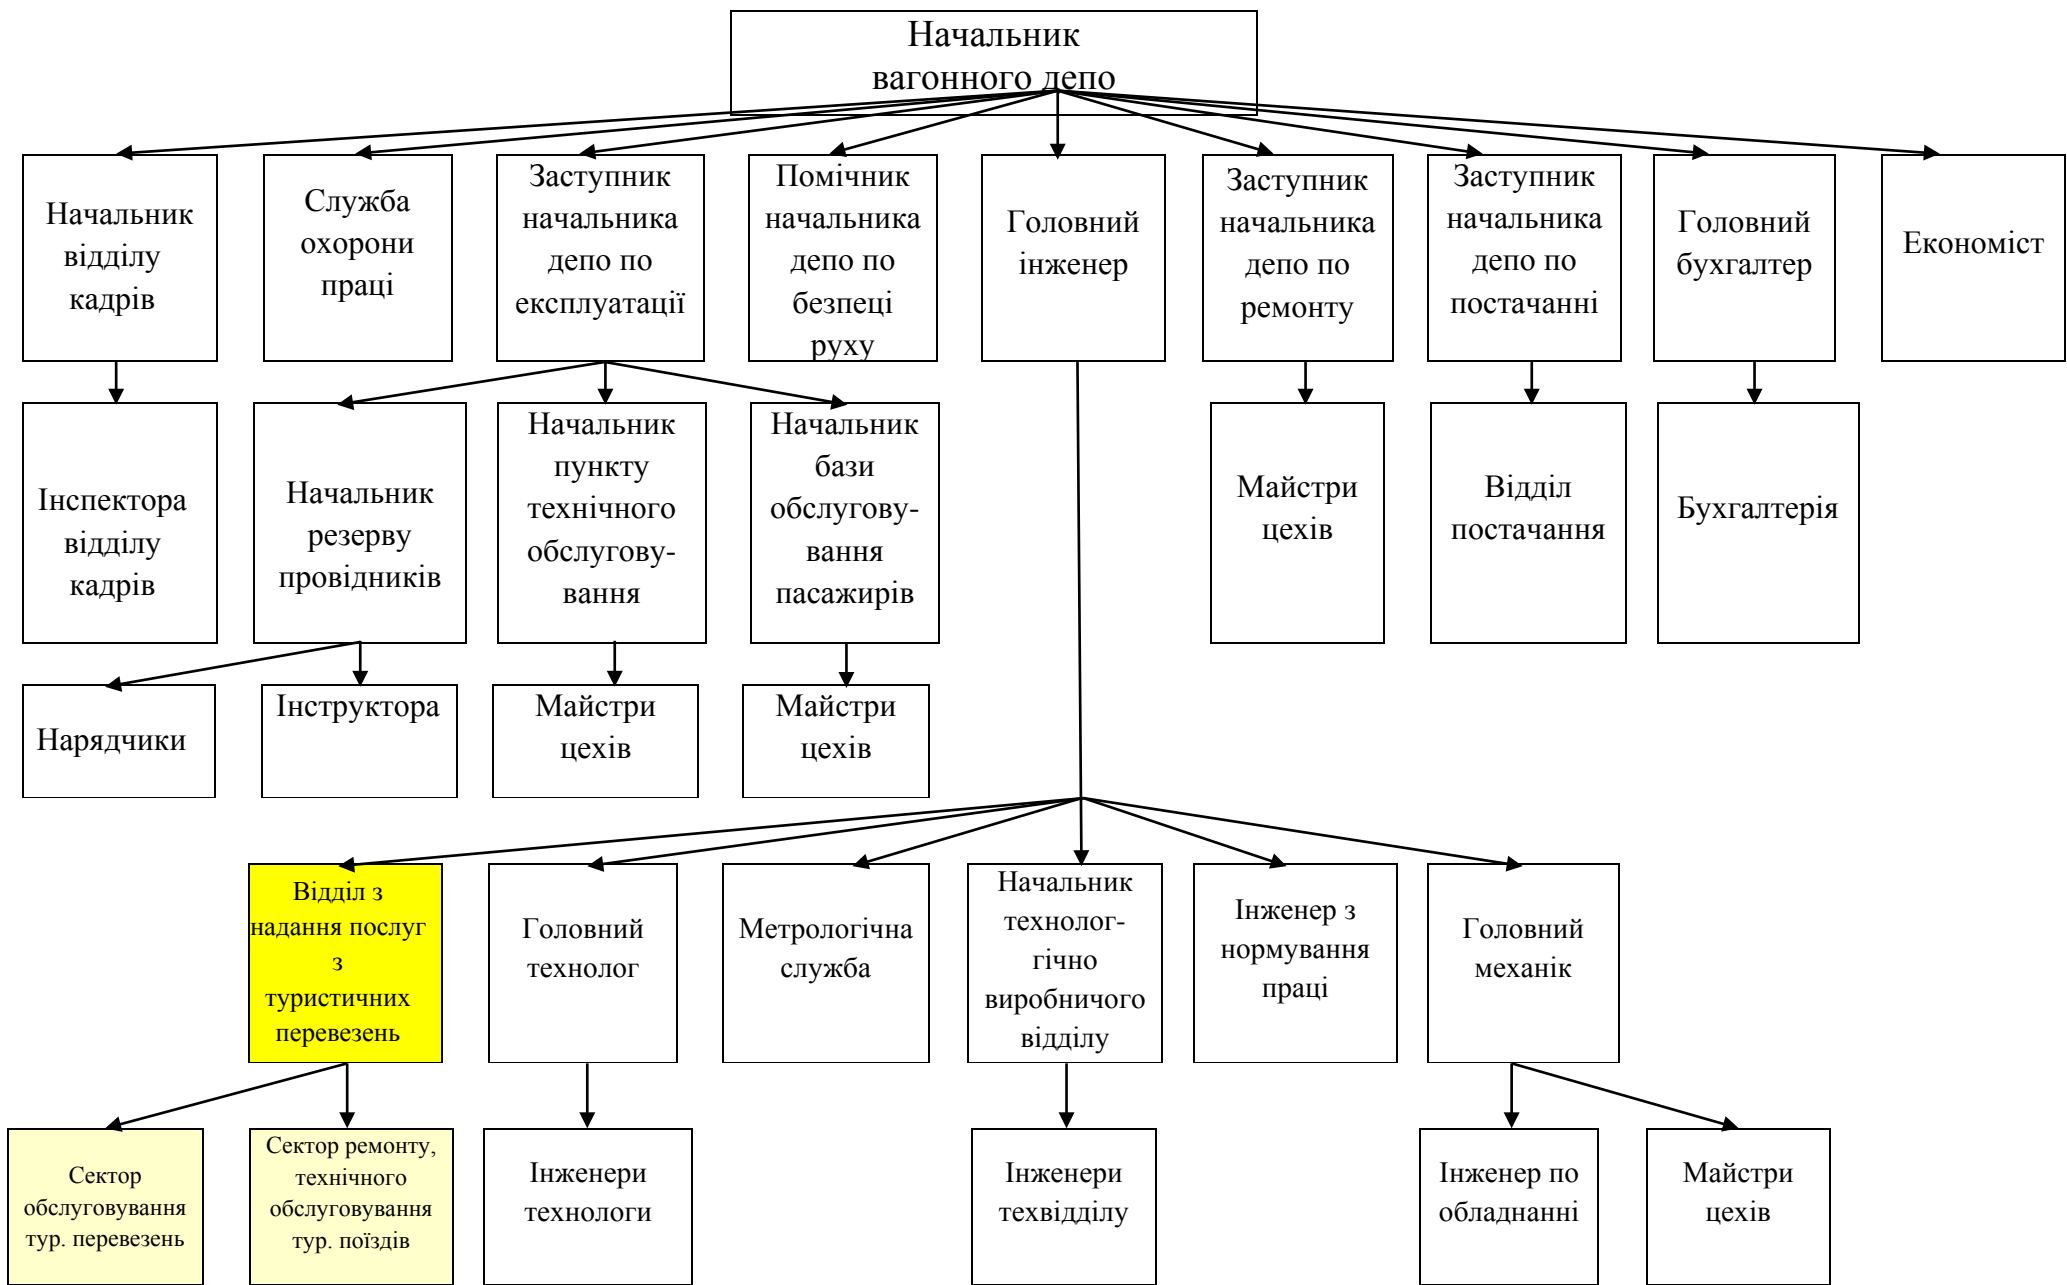 Начальник
вагонного депо
Начальник
відділу
кадрів
Служба
охорони
праці
Заступник
начальника
депо по
експлуатації
Помічник
начальника
депо по
безпеці
руху
Головний
інженер
Заступник
начальника
депо по
ремонту
Заступник
начальника
депо по
постачанні
Головний
бухгалтер
Економіст
Інспектора
відділу
кадрів
Начальник
резерву
провідників
Начальник
пункту
технічного
обслугову-
вання
Начальник
бази
обслугову-
вання
пасажирів
Майстри
цехів
Відділ
постачання
Бухгалтерія
Нарядчики
Інструктора
Майстри
цехів
Майстри
цехів
Відділ з
надання послуг
з
туристичних
перевезень
Головний
технолог
Метрологічна
служба
Начальник
технолог-
гічно
виробничого
відділу
Інженер з
нормування
праці
Головний
механік
Сектор
обслуговування
тур. перевезень
Сектор ремонту,
технічного
обслуговування
тур. поїздів
Інженери
технологи
Інженери
техвідділу
Інженер по
обладнанні
Майстри
цехів